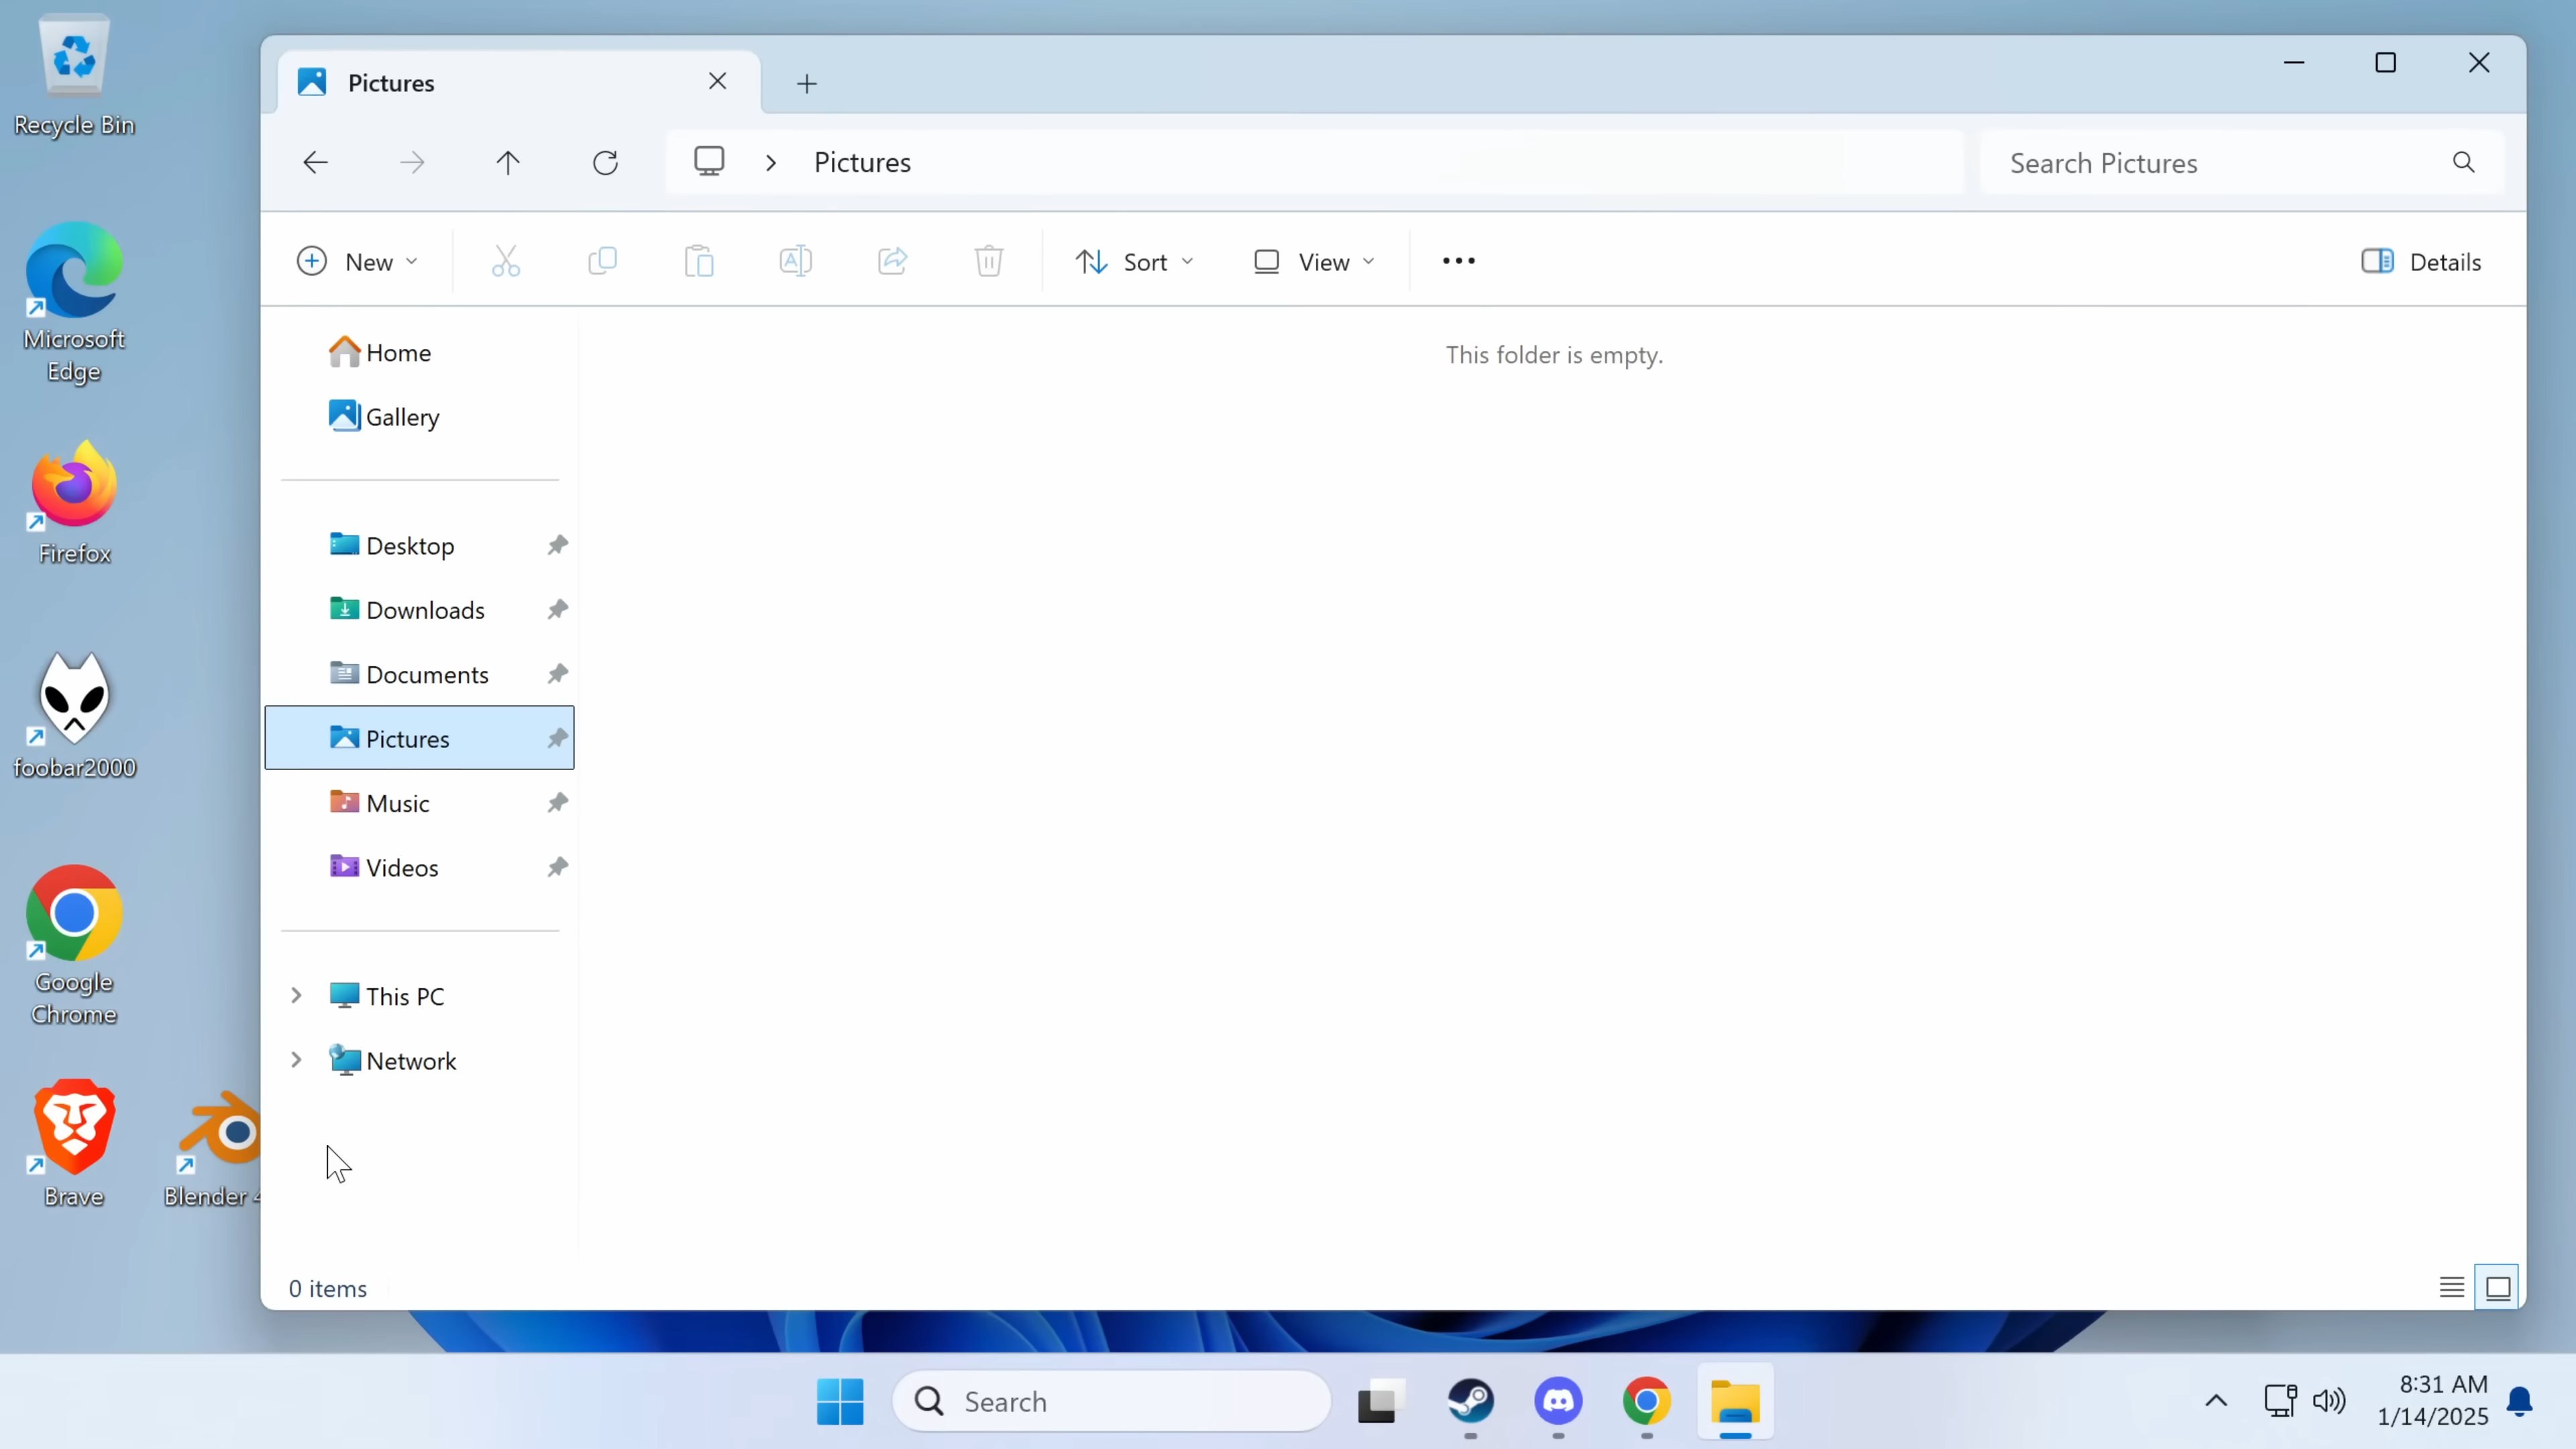 Recycle Bin
Microsoft
Edge
Firefox
foobar2000
Google
Chrome
Brave
Blender 4
Pictures
Pictures
Search Pictures
New
Sort
View
Details
Home
Gallery
Desktop
Downloads
Documents
Pictures
Music
Videos
This PC
Network
This folder is empty.
0 items
Search
8:31 AM
1/14/2025